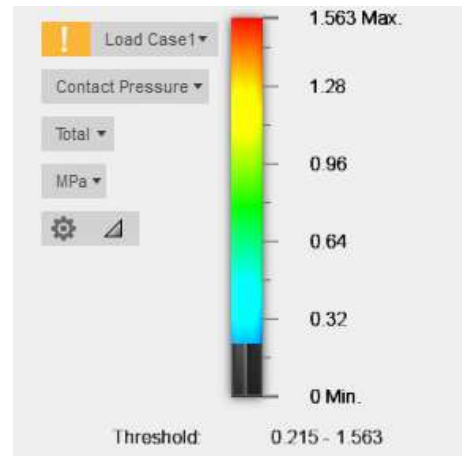 ! Load Case1
1.563 Max.
Contact Pressure
1.28
Total
0.96
MPa
0.64
0.32
0 Min.
Threshold: 0.215 - 1.563